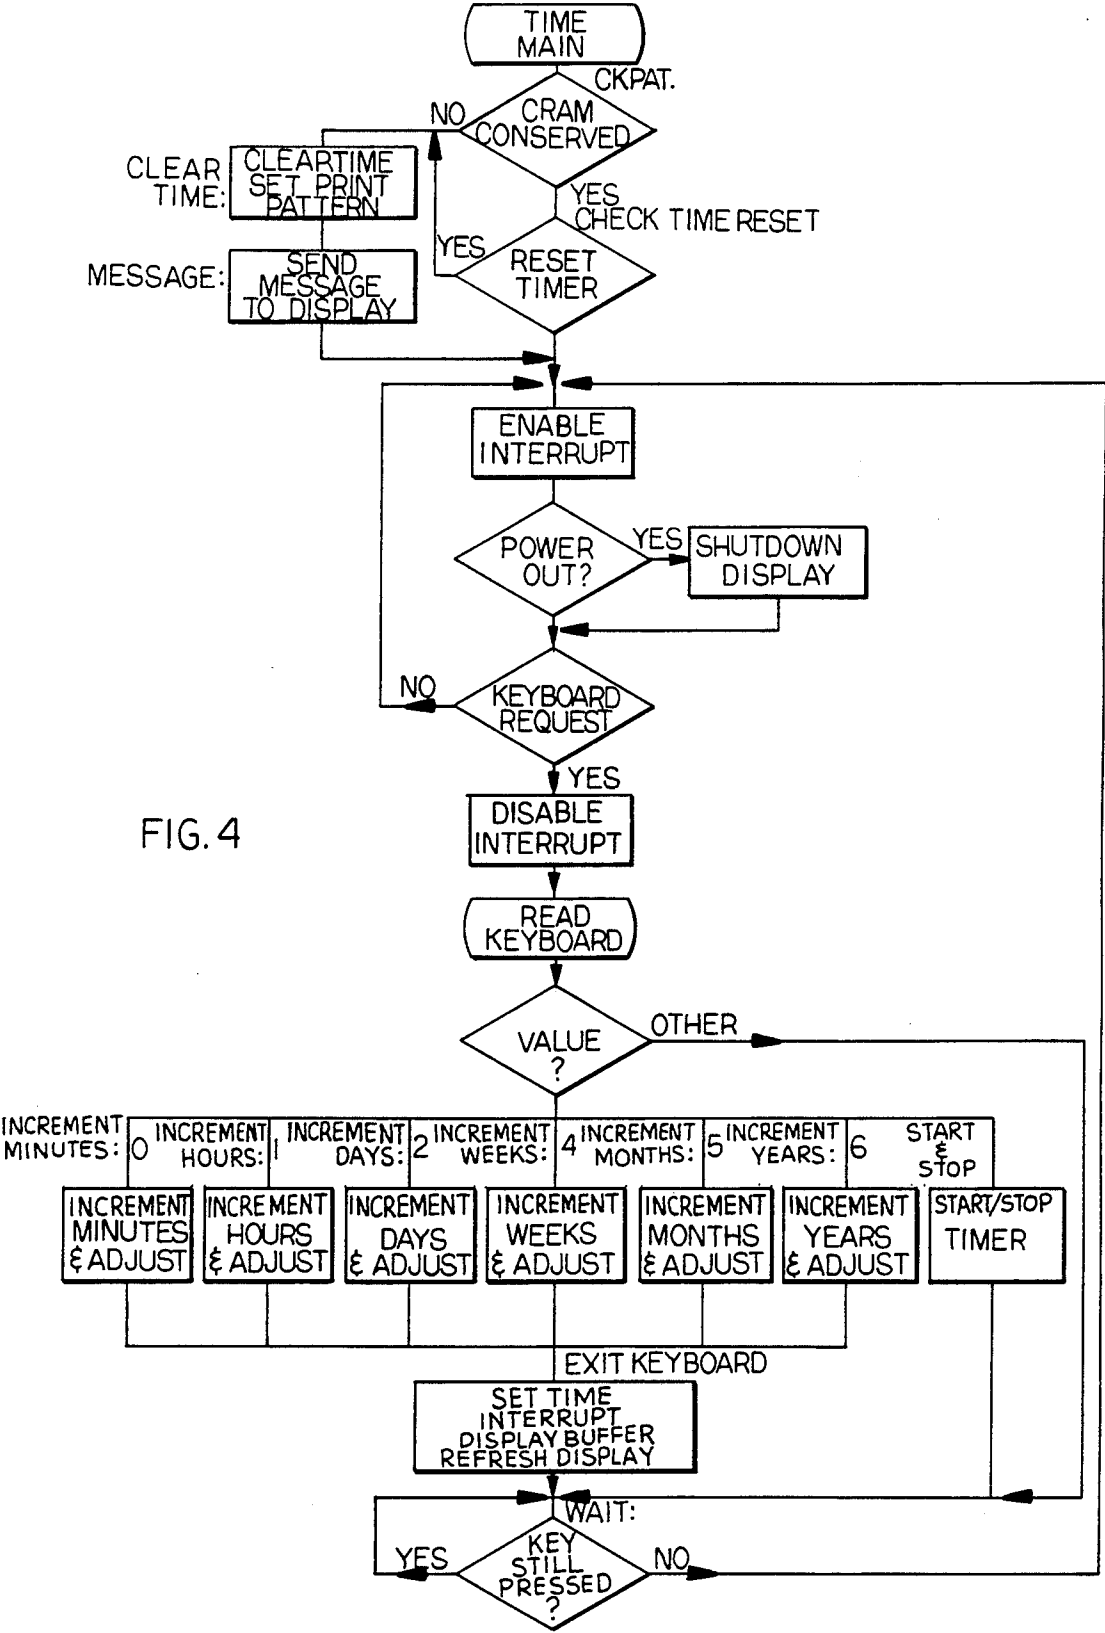 TIME
MAIN
CKPAT.
NO
CRAM
CONSERVED
CLEAR
TIME:
CLEARTIME
SET PRINT
PATTERN
YES
CHECK TIME RESET
YES
RESET
TIMER
MESSAGE:
SEND
MESSAGE
TO DISPLAY
ENABLE
INTERRUPT
POWER
OUT?
YES
SHUTDOWN
DISPLAY
NO
KEYBOARD
REQUEST
YES
DISABLE
INTERRUPT
FIG. 4
READ
KEYBOARD
VALUE
?
OTHER
INCREMENT
MINUTES:
0
INCREMENT
HOURS:
1
INCREMENT
DAYS:
2
INCREMENT
WEEKS:
4
INCREMENT
MONTHS:
5
INCREMENT
YEARS:
6
START
&
STOP
INCREMENT
MINUTES
& ADJUST
INCREMENT
HOURS
& ADJUST
INCREMENT
DAYS
& ADJUST
INCREMENT
WEEKS
& ADJUST
INCREMENT
MONTHS
& ADJUST
INCREMENT
YEARS
& ADJUST
START/STOP
TIMER
EXIT KEYBOARD
SET TIME
INTERRUPT
DISPLAY BUFFER
REFRESH DISPLAY
WAIT:
YES
KEY
STILL
PRESSED
?
NO